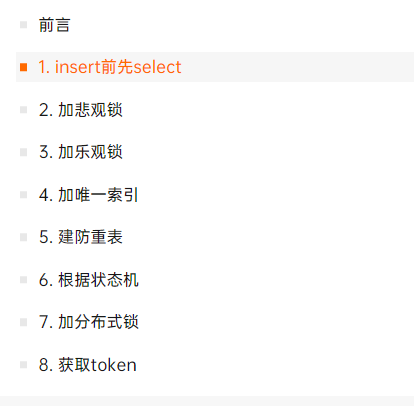 前言
1. insert前先select
2. 加悲观锁
3. 加乐观锁
4. 加唯一索引
5. 建防重表
6. 根据状态机
7. 加分布式锁
8. 获取token